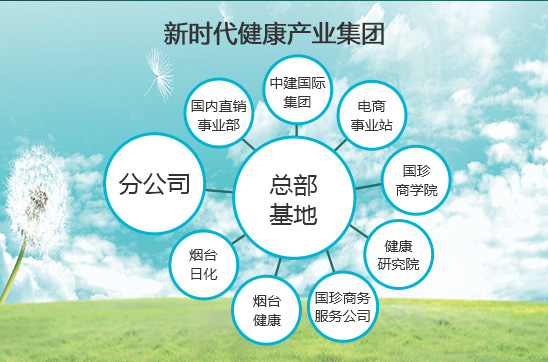 新时代健康产业集团
中建国际
集团
国内直销
事业部
电商
事业站
分公司
总部
基地
国珍
商学院
烟台
日化
健康
研究院
烟台
健康
国珍商务
服务公司